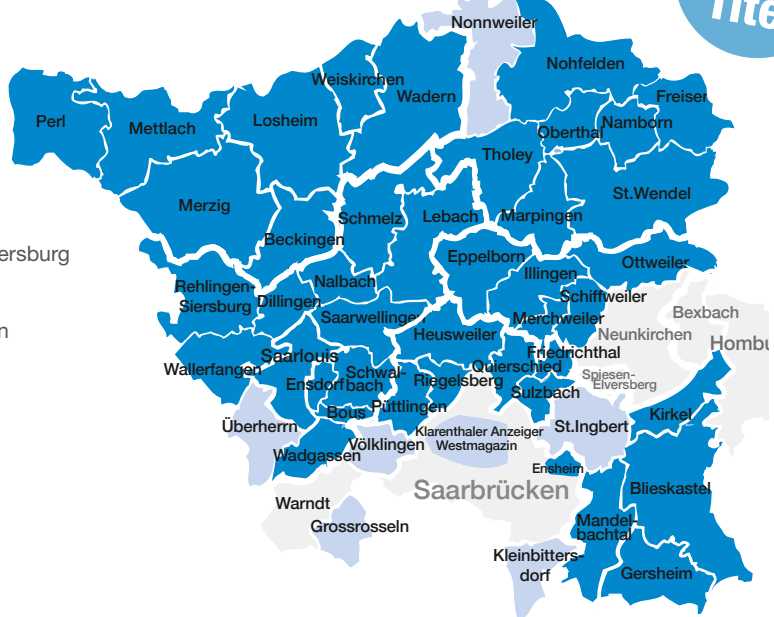 Tite
Nonnweiler
Nohfelden
Weiskirchen
Wadern
Freisen
Perl
Mettlach
Losheim
Oberthal
Namborn
Tholey
St.Wendel
Merzig
Schmelz
Lebach
Marpingen
Beckingen
ersburg
Eppelborn
Illingen
Ottweiler
Rehlingen-
Siersburg
Dillingen
Nalbach
Schiffweiler
Saarwellingen
Merchweiler
Bexbach
n
Heusweiler
Neunkirchen
Hombu
Wallerfangen
Saarlouis
Friedrichthal
Ensdorf
Schwal-
bach
Riegelsberg
Quierschied
Spiesen-
Elversberg
Sulzbach
Bous
Püttlingen
Kirkel
Überherrn
Völklingen
Klarenthaler Anzeiger
Westmagazin
St.Ingbert
Wadgassen
Ensheim
Saarbrücken
Blieskastel
Warndt
Grossrosseln
Mandel-
bachtal
Kleinbitters-
dorf
Gersheim